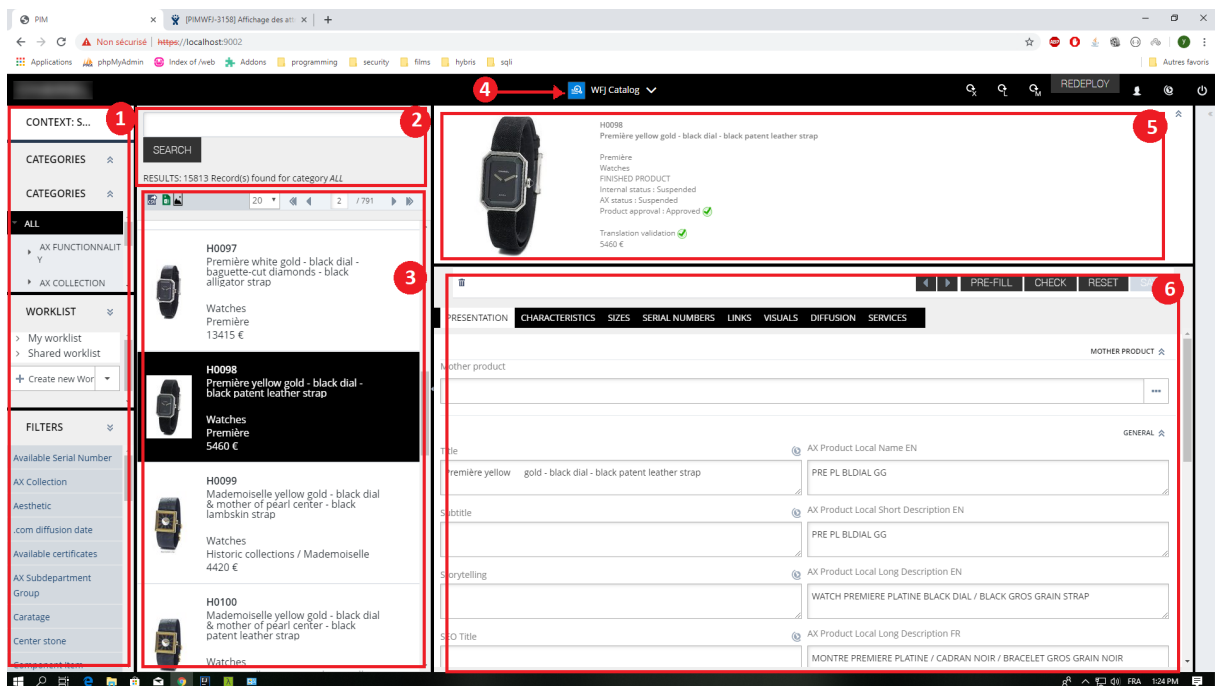 PIM
[PIMWFJ-3158] Affichage des att
Non sécurisé | https://localhost:9002
Applications
phpMyAdmin
Index of /web
Addons
programming
security
films
hybris
sqli
Autres favoris
4
WFJ Catalog
X
L
M
REDEPLOY
1
CONTEXT: S...
CATEGORIES
CATEGORIES
ALL
AX FUNCTIONNALIT
Y
AX COLLECTION
WORKLIST
My worklist
Shared worklist
+ Create new Wor
FILTERS
Available Serial Number
AX Collection
Aesthetic
.com diffusion date
Available certificates
AX Subdepartment
Group
Caratage
Center stone
Component item
2
SEARCH
RESULTS: 15813 Record(s) found for category ALL
20
2 / 791
3
H0097
Première white gold - black dial -
baguette-cut diamonds - black
alligator strap
Watches
Première
13415 €
H0098
Première yellow gold - black dial -
black patent leather strap
Watches
Première
5460 €
H0099
Mademoiselle yellow gold - black dial
& mother of pearl center - black
lambskin strap
Watches
Historic collections / Mademoiselle
4420 €
H0100
Mademoiselle yellow gold - black dial
& mother of pearl center - black
patent leather strap
Watches
5
H0098
Première yellow gold - black dial - black patent leather strap
Première
Watches
FINISHED PRODUCT
Internal status : Suspended
AX status : Suspended
Product approval : Approved
Translation validation
5460 €
6
PRE-FILL
CHECK
RESET
PRESENTATION
CHARACTERISTICS
SIZES
SERIAL NUMBERS
LINKS
VISUALS
DIFFUSION
SERVICES
MOTHER PRODUCT
Mother product
...
GENERAL
Title
Première yellow gold - black dial - black patent leather strap
AX Product Local Name EN
PRE PL BLDIAL GG
Subtitle
AX Product Local Short Description EN
PRE PL BLDIAL GG
Storytelling
AX Product Local Long Description EN
WATCH PREMIERE PLATINE BLACK DIAL / BLACK GROS GRAIN STRAP
SEO Title
AX Product Local Long Description FR
MONTRE PREMIERE PLATINE / CADRAN NOIR / BRACELET GROS GRAIN NOIR
FRA
1:24 PM